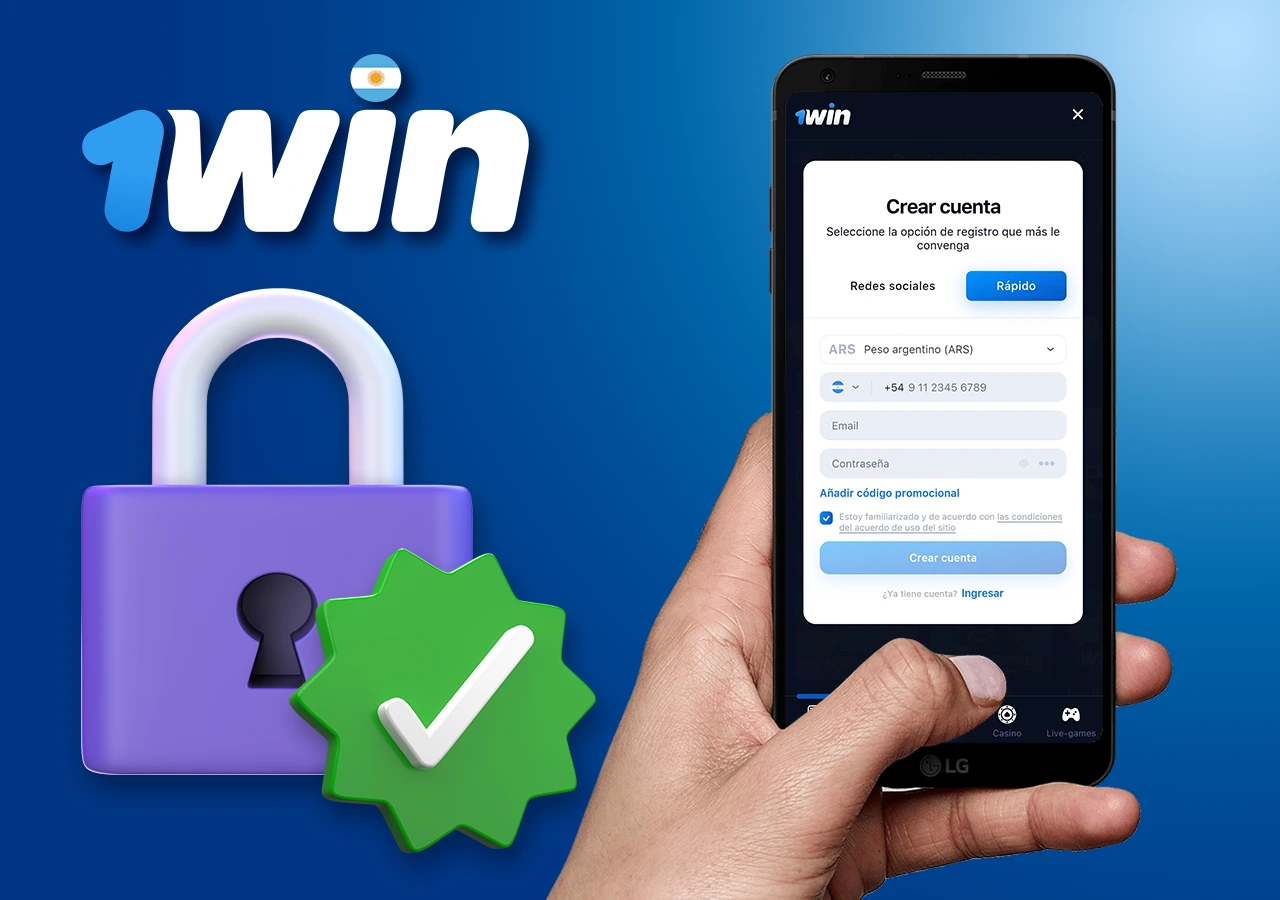 1win
1win
Crear cuenta
Seleccione la opción de registro que más le
convenga
Redes sociales
Rápido
ARS Peso argentino (ARS)
+54 9 11 2345 6789
Email
Contraseña
Añadir código promocional
Estoy familiarizado y de acuerdo con las condiciones
del acuerdo de uso del sitio
Crear cuenta
¿Ya tiene cuenta? Ingresar
Casino
Live-games
LG